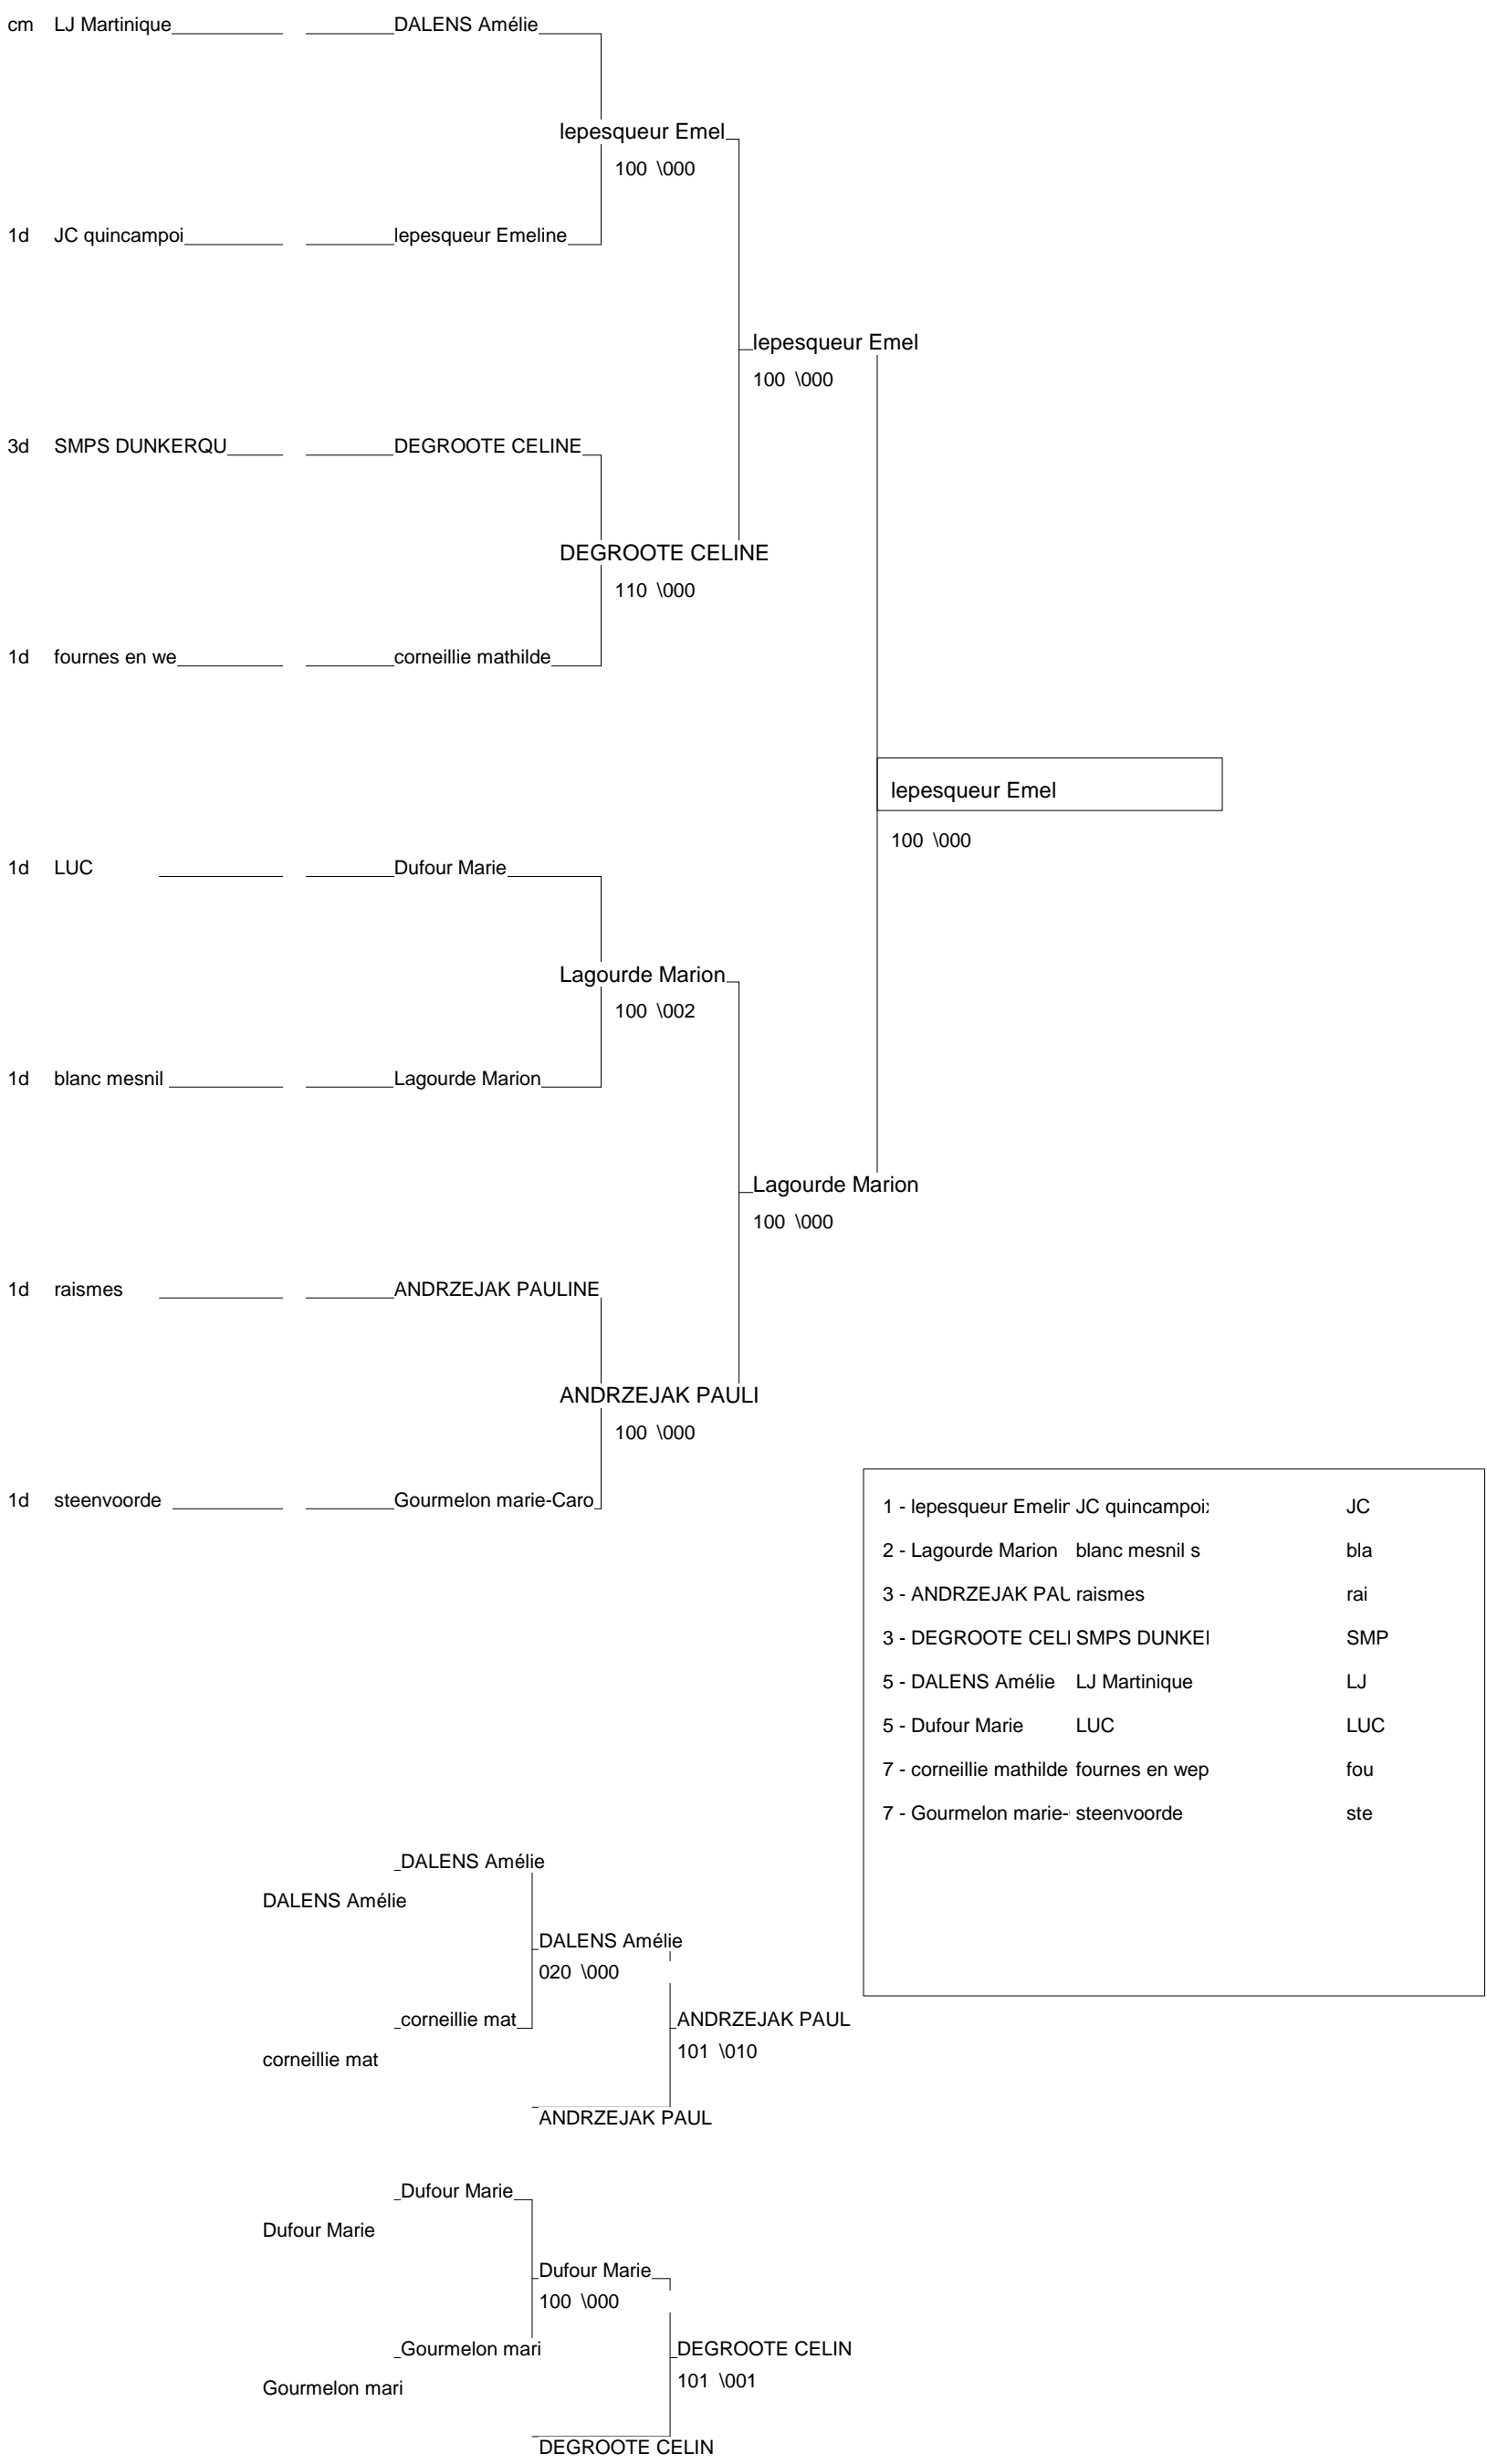 cm LJ Martinique DALENS Amélie
lepesqueur Emel
100 \000
1d JC quincampoi lepesqueur Emeline
lepesqueur Emel
100 \000
3d SMPS DUNKERQU DEGROOTE CELINE
DEGROOTE CELINE
110 \000
1d fournes en we corneillie mathilde
lepesqueur Emel
100 \000
1d LUC Dufour Marie
Lagourde Marion
100 \002
1d blanc mesnil Lagourde Marion
Lagourde Marion
100 \000
1d raismes ANDRZEJAK PAULINE
ANDRZEJAK PAULI
100 \000
1d steenvoorde Gourmelon marie-Caro
1 - lepesqueur Emelin JC quincampoix JC
2 - Lagourde Marion blanc mesnil s bla
3 - ANDRZEJAK PAU raismes rai
3 - DEGROOTE CELI SMPS DUNKE SMP
5 - DALENS Amélie LJ Martinique LJ
5 - Dufour Marie LUC LUC
7 - corneillie mathilde fournes en wep fou
7 - Gourmelon marie- steenvoorde ste
DALENS Amélie
DALENS Amélie
DALENS Amélie
020 \000
corneillie mat
ANDRZEJAK PAUL
101 \010
corneillie mat
ANDRZEJAK PAUL
Dufour Marie
Dufour Marie
Dufour Marie
100 \000
Gourmelon mari
DEGROOTE CELIN
101 \001
Gourmelon mari
DEGROOTE CELIN